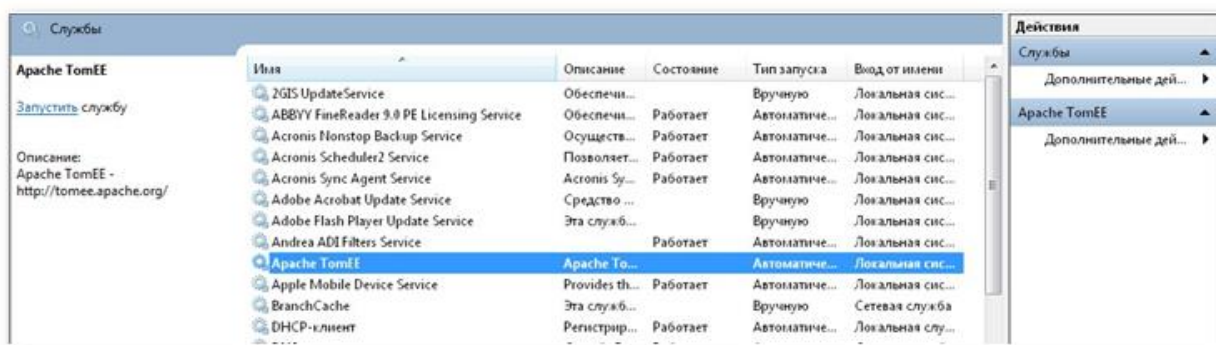 Службы
Apache TomEE
Запустить службу
Описание:
Apache TomEE -
http://tomee.apache.org/
Имя Описание Состояние Тип запуска Вход от имени
2GIS UpdateService Обеспечи... Вручную Локальная сис...
ABBYY FineReader 9.0 PE Licensing Service Обеспечи... Работает Автоматиче... Локальная сис...
Acronis Nonstop Backup Service Осуществ... Работает Автоматиче... Локальная сис...
Acronis Scheduler2 Service Позволяет... Работает Автоматиче... Локальная сис...
Acronis Sync Agent Service Acronis Sy... Работает Автоматиче... Локальная сис...
Adobe Acrobat Update Service Средство ... Вручную Локальная сис...
Adobe Flash Player Update Service Эта служб... Вручную Локальная сис...
Andrea ADI Filters Service Работает Автоматиче... Локальная сис...
Apache TomEE Apache To... Автоматиче... Локальная сис...
Apple Mobile Device Service Provides th... Работает Автоматиче... Локальная сис...
BranchCache Эта служб... Вручную Сетевая служба
DHCP-клиент Регистрир... Работает Автоматиче... Локальная слу...
Действия
Службы
Дополнительные дей...
Apache TomEE
Дополнительные дей...